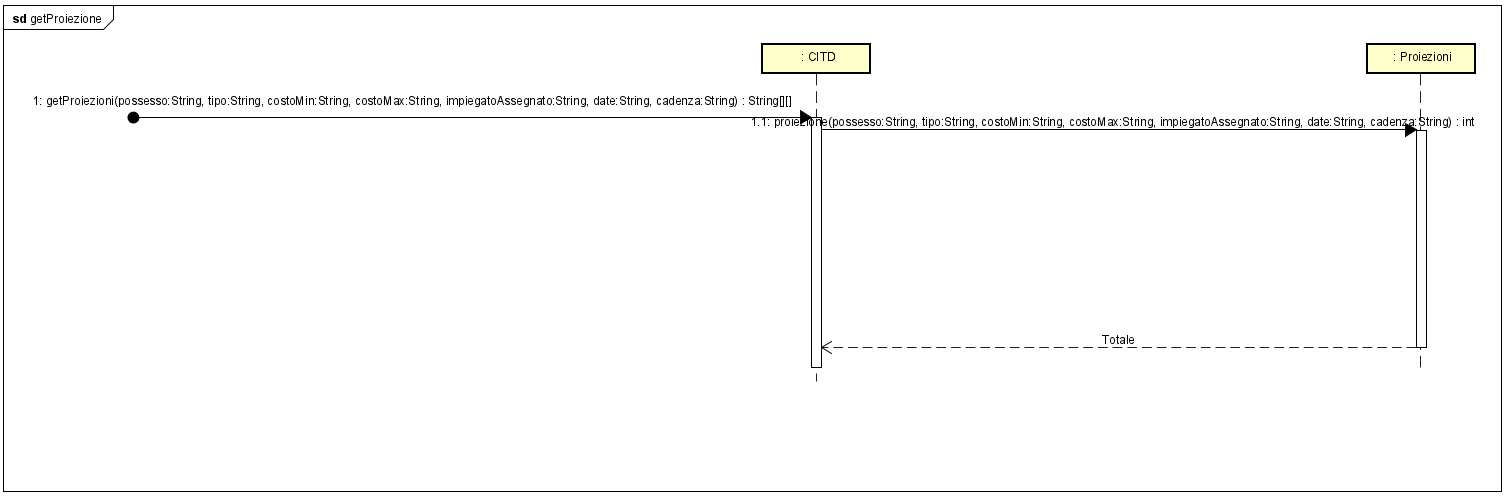 sd getProiezione
: CITD
: Proiezioni
1: getProiezioni(possesso:String, tipo:String, costoMin:String, costoMax:String, impiegatoAssegnato:String, date:String, cadenza:String) : String[][]
1.1: proiezione(possesso:String, tipo:String, costoMin:String, costoMax:String, impiegatoAssegnato:String, date:String, cadenza:String) : int
Totale